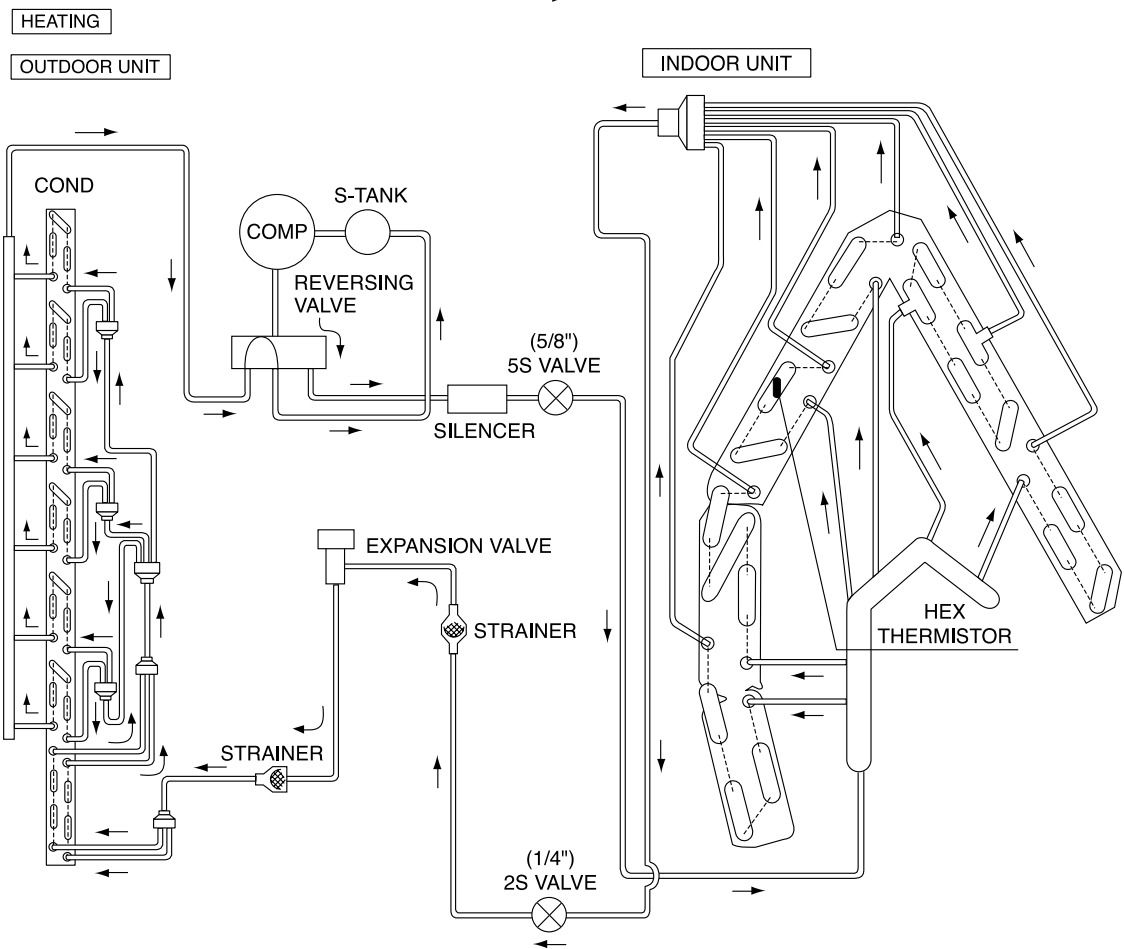 HEATING
OUTDOOR UNIT
INDOOR UNIT
COND
S-TANK
COMP
REVERSING
VALVE
(5/8")
5S VALVE
SILENCER
EXPANSION VALVE
STRAINER
HEX
THERMISTOR
STRAINER
(1/4")
2S VALVE